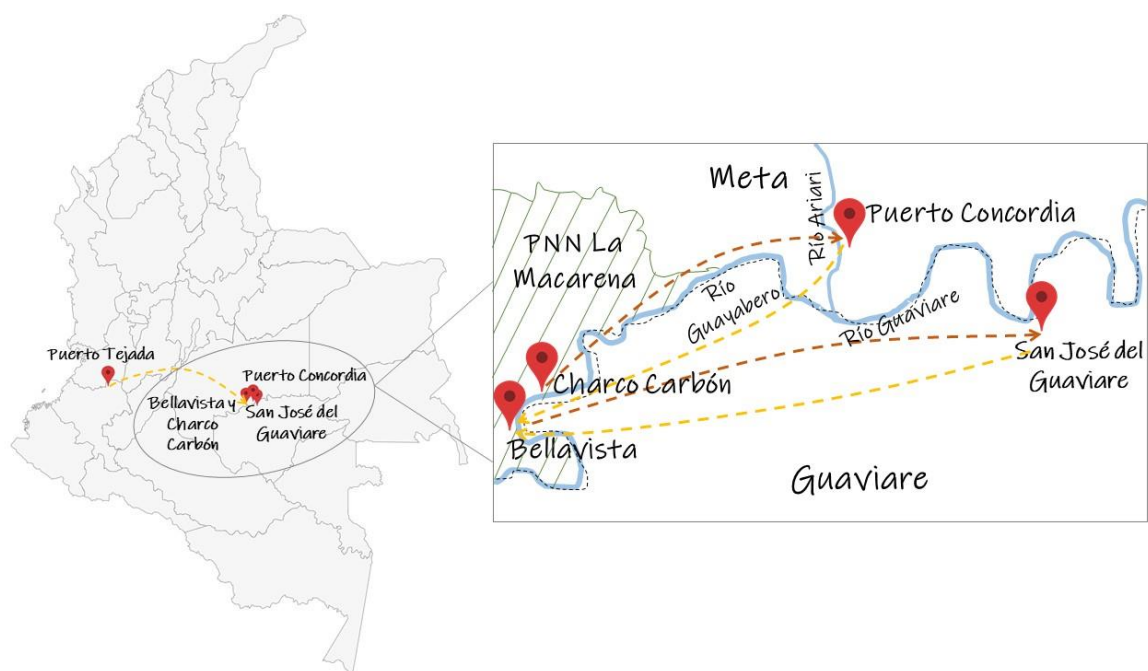 Puerto Tejada
Puerto Concordia
Bellavista y
Charco
Carbón
San José del
Guaviare
Meta
Río Ariari
Puerto Concordia
PNN La
Macarena
Río
Guayabero
Río Guaviare
San José del
Guaviare
Charco Carbón
Bellavista
Guaviare